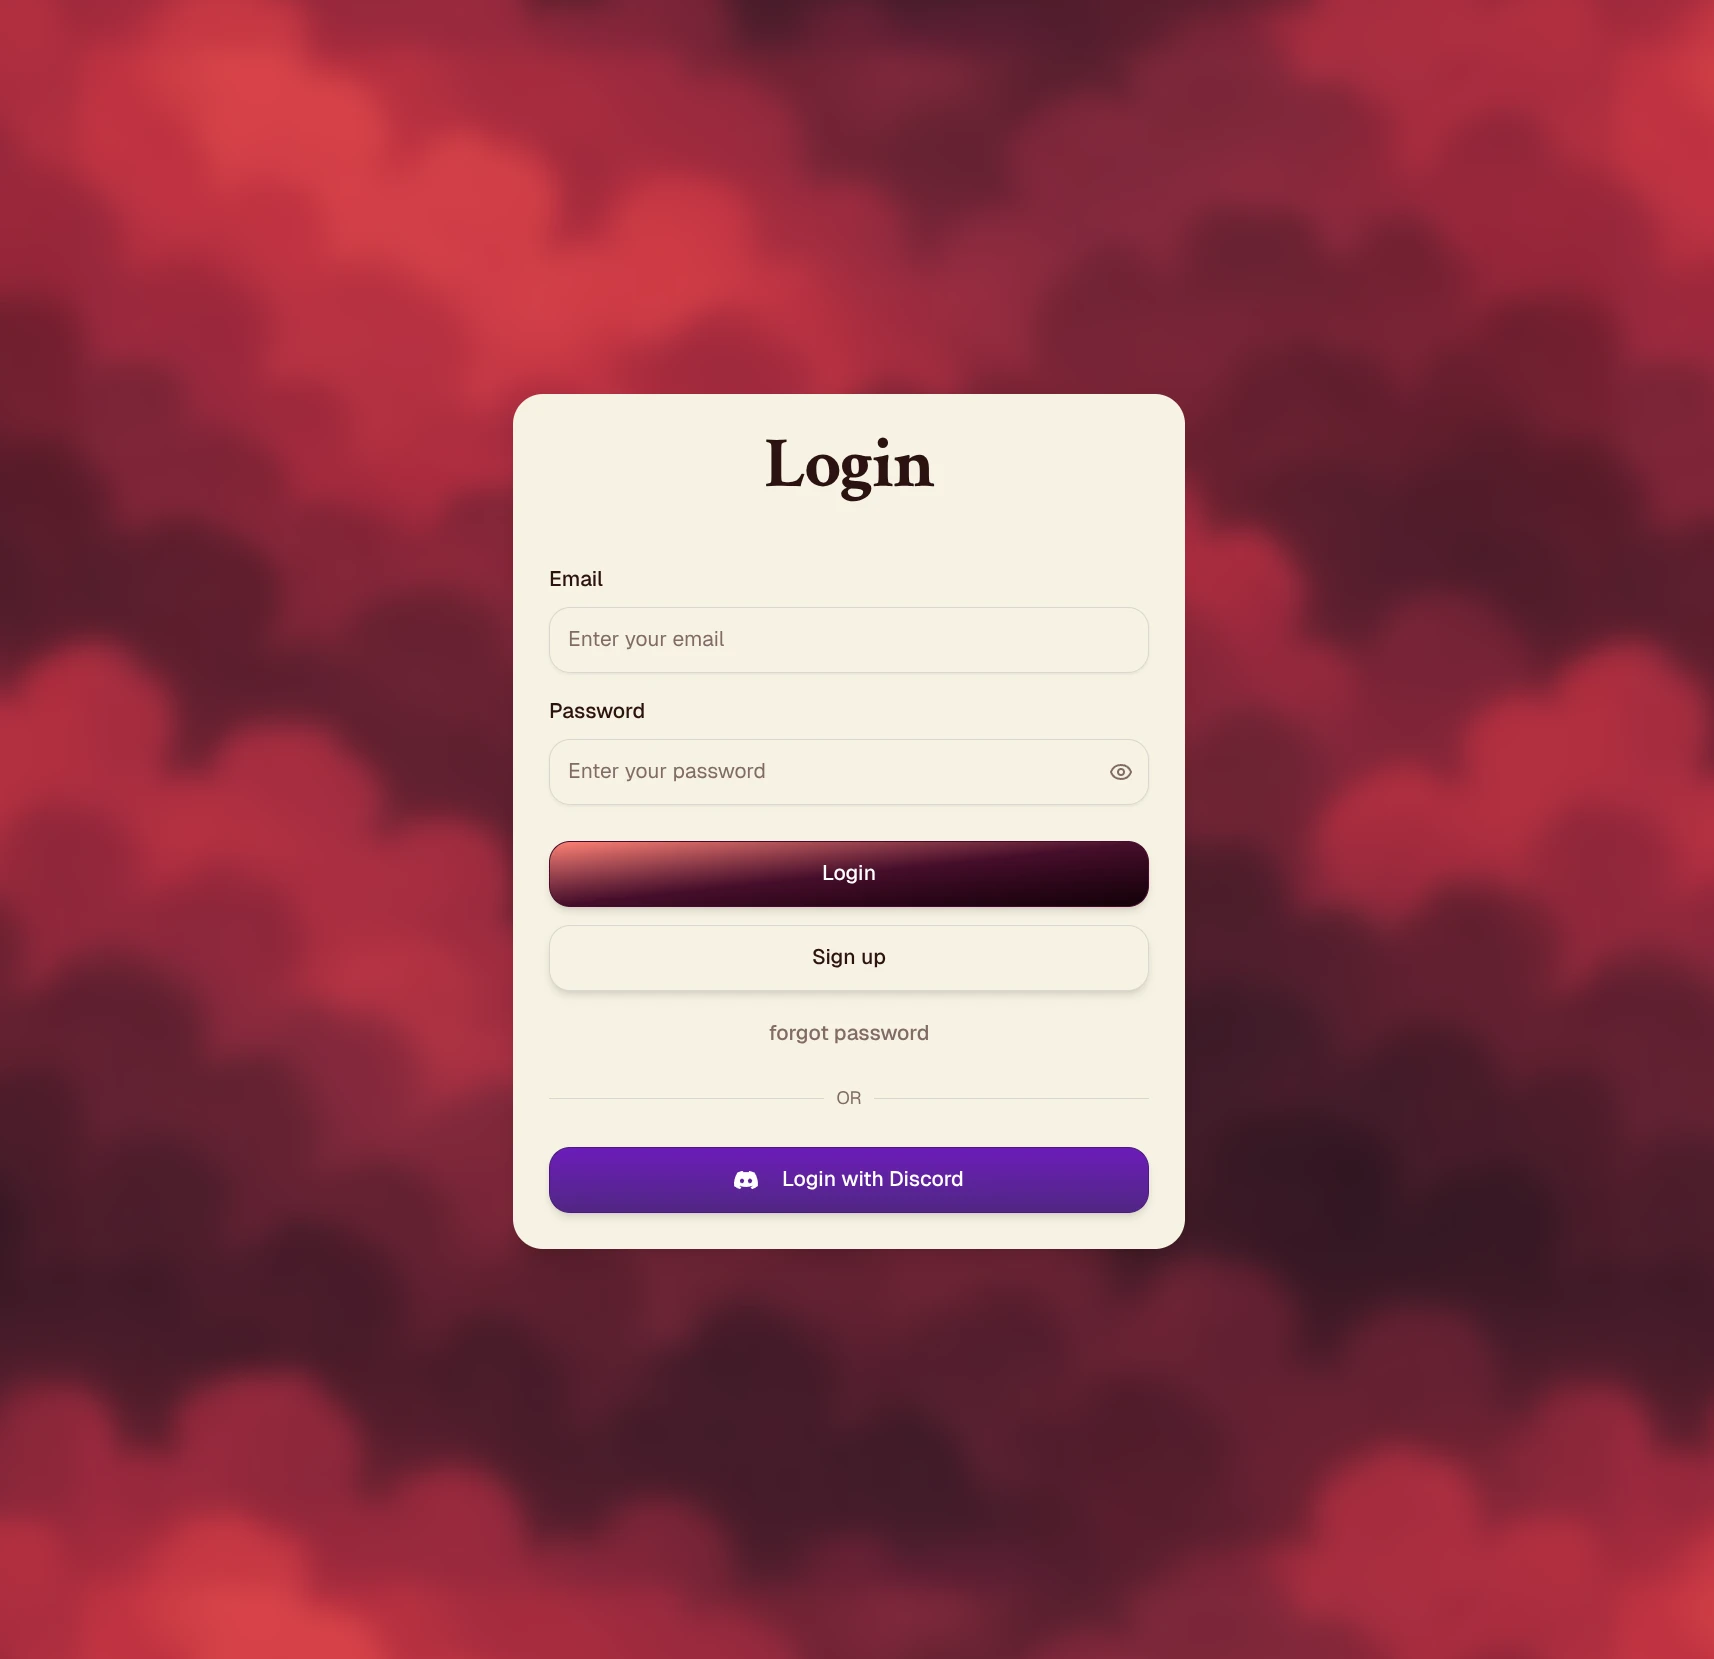 Login
Email
Enter your email
Password
Enter your password
Login
Sign up
forgot password
OR
Login with Discord